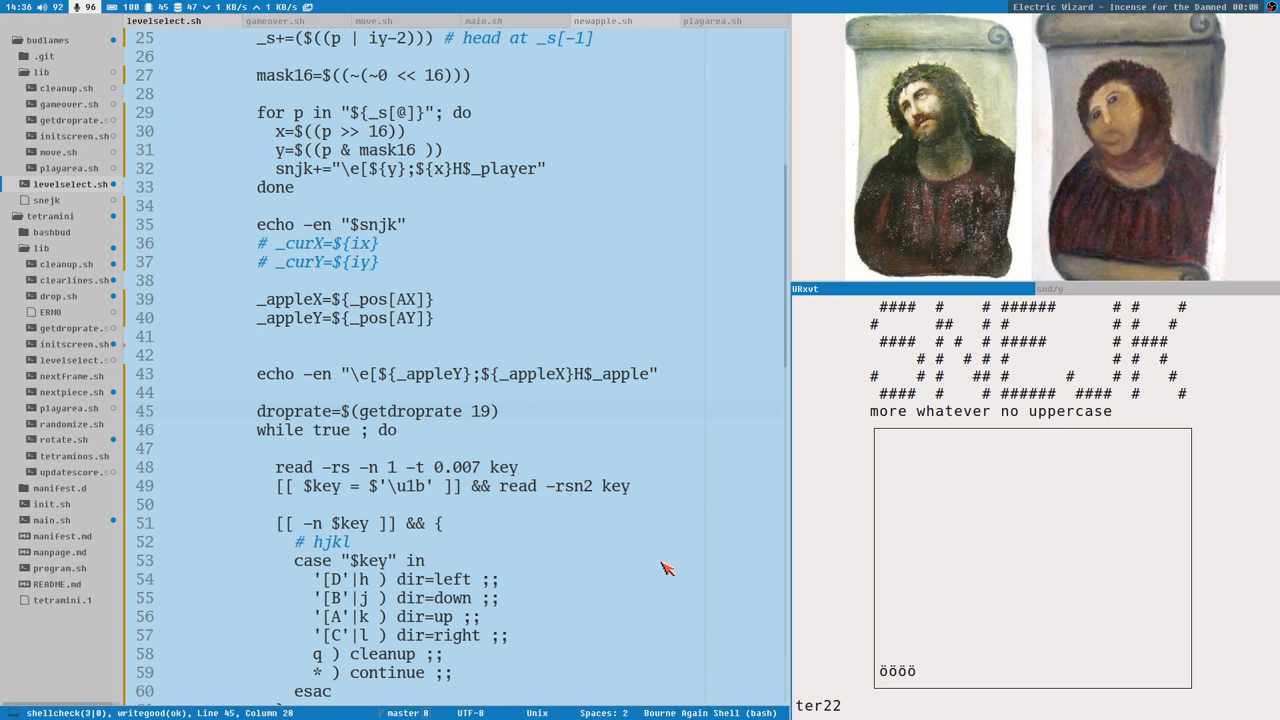 14:36 92 96 100 45 47 1 KB/s 1 KB/s
Electric Wizard - Incense for the Damned 00:08
levelselect.sh gameover.sh move.sh main.sh newapple.sh playarea.sh
budlames
.git
lib
cleanup.sh
gameover.sh
getdroprate.s
initscreen.sh
move.sh
playarea.sh
levelselect.sh
snejk
tetramini
bashbud
lib
cleanup.sh
clearlines.sh
drop.sh
ERMO
getdroprate.s
initscreen.sh
levelselect.s
nextframe.sh
nextpiece.sh
playarea.sh
randomize.sh
rotate.sh
tetraminos.sh
updatescore.s
manifest.d
init.sh
main.sh
manifest.md
manpage.md
program.sh
README.md
tetramini.1
25 _s+=($((p | iy-2))) # head at _s[-1]
26
27 mask16=$((~(~0 << 16)))
28
29 for p in "${_s[@]}"; do
30 x=$((p >> 16))
31 y=$((p & mask16 ))
32 snjk+="\e[${y};${x}H$_player"
33 done
34
35 echo -en "$snjk"
36 # _curX=${ix}
37 # _curY=${iy}
38
39 _appleX=${_pos[AX]}
40 _appleY=${_pos[AY]}
41
42
43 echo -en "\e[${_appleY};${_appleX}H$_apple"
44
45 droprate=$(getdroprate 19)
46 while true ; do
47
48 read -rs -n 1 -t 0.007 key
49 [[ $key = $'\u1b' ]] && read -rsn2 key
50
51 [[ -n $key ]] && {
52 # hjkl
53 case "$key" in
54 '[D'|h ) dir=left ;;
55 '[B'|j ) dir=down ;;
56 '[A'|k ) dir=up ;;
57 '[C'|l ) dir=right ;;
58 q ) cleanup ;;
59 * ) continue ;;
60 esac
shellcheck(3|0), writegood(ok), Line 45, Column 28 master 8 UTF-8 Unix Spaces: 2 Bourne Again Shell (bash)
URxvt snd/y
#### # # ###### # # #
# ## # # # # # #
#### # # # ##### # ####
# # # # # # # #
# # # ## # # # # #
#### # # ###### #### # #
more whatever no uppercase
öööö
ter22